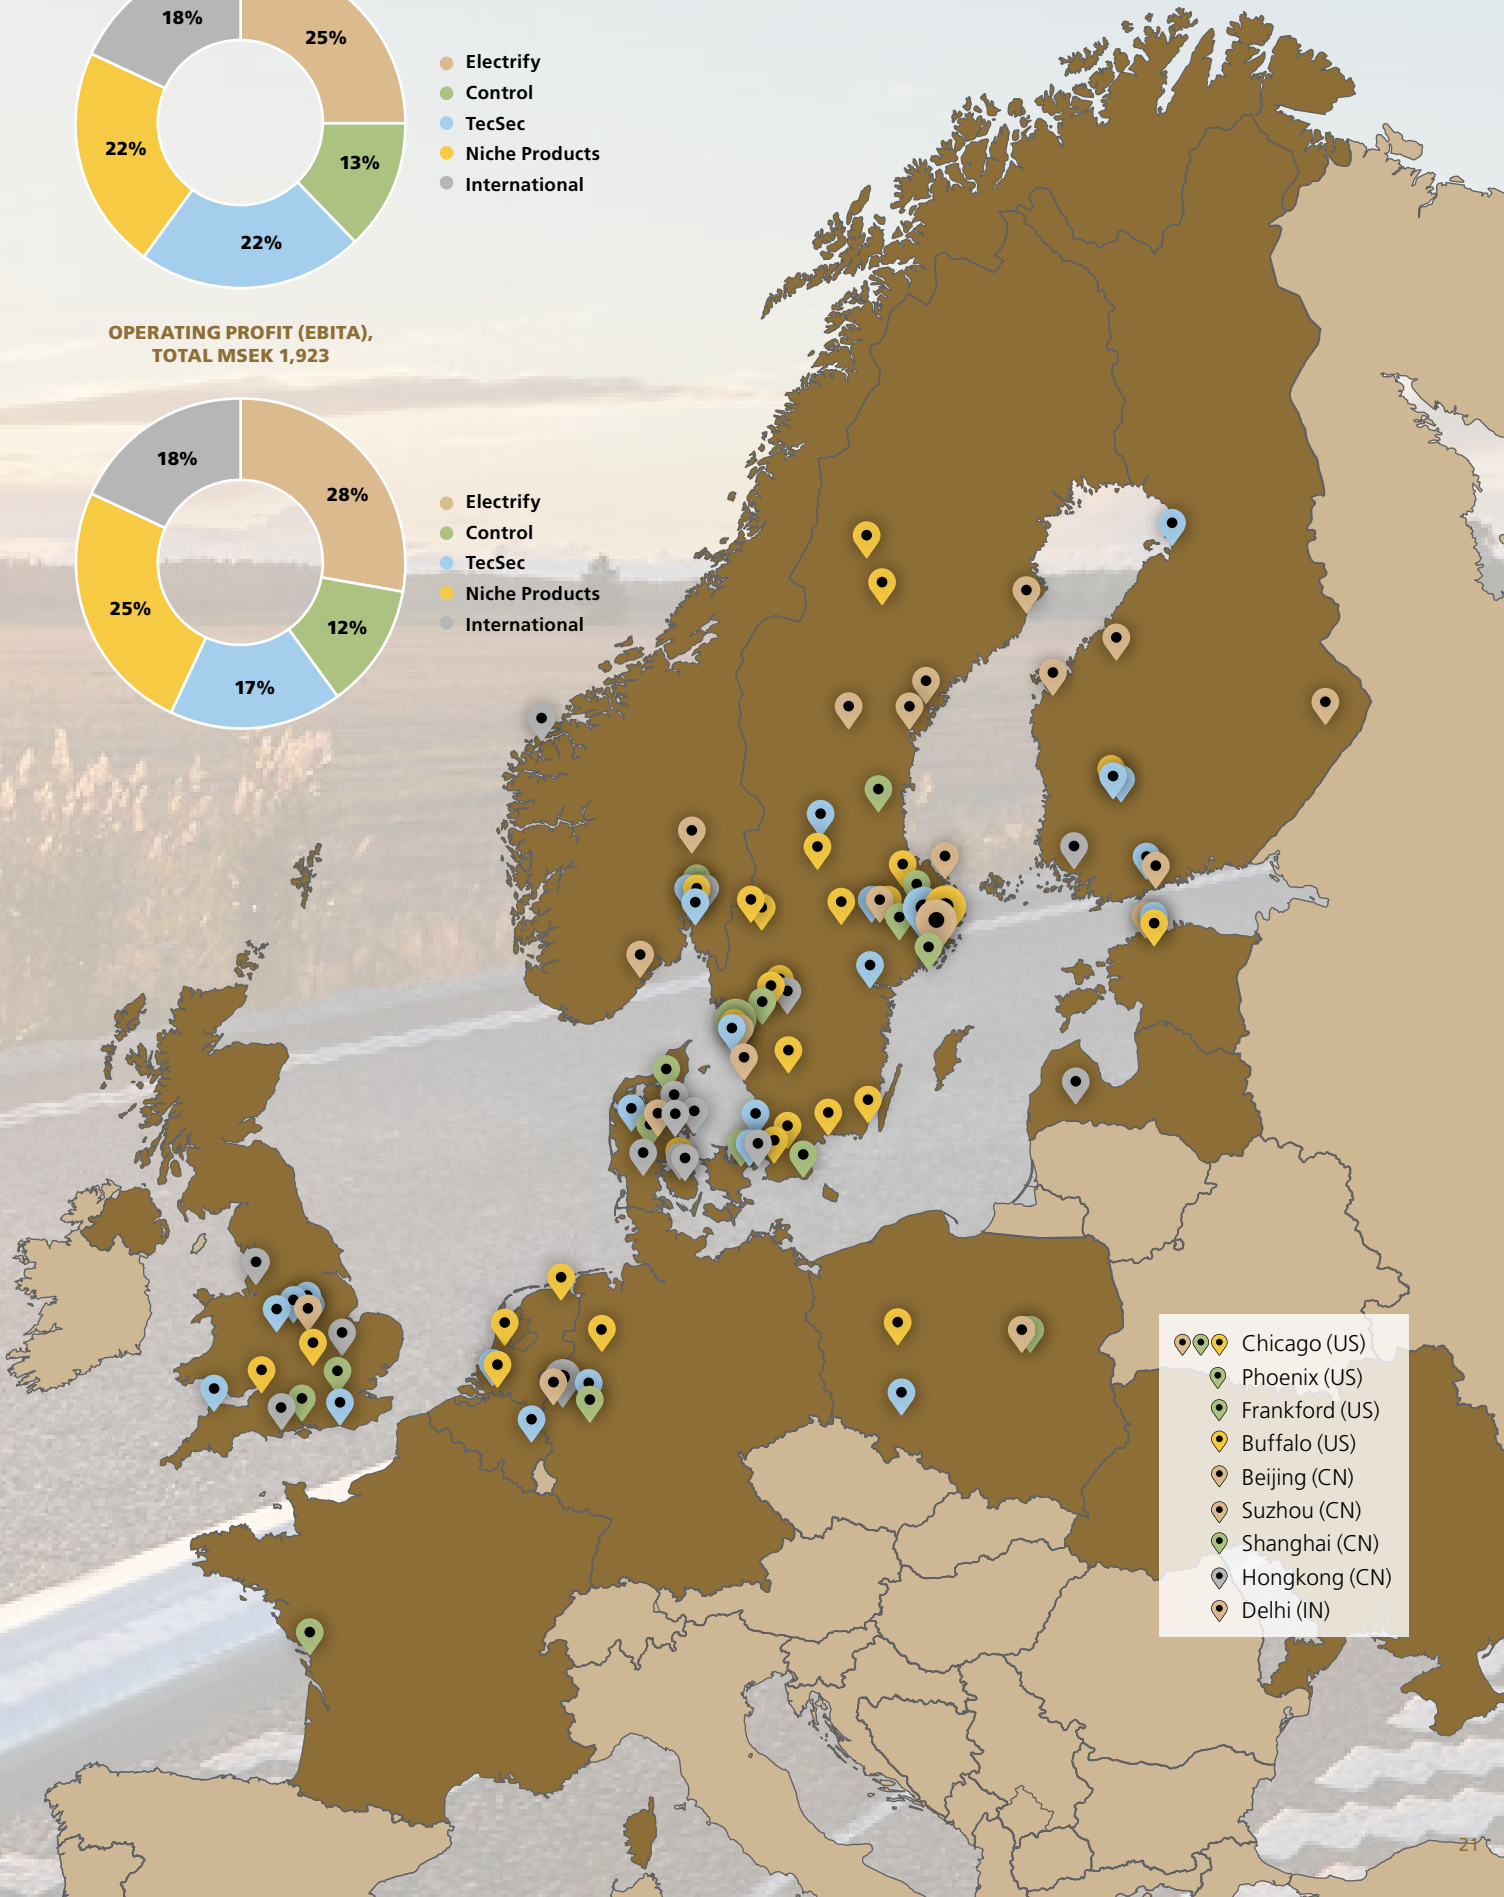 18%
25%
22%
13%
22%
Electrify
Control
TecSec
Niche Products
International
OPERATING PROFIT (EBITA),
TOTAL MSEK 1,923
18%
28%
25%
12%
17%
Electrify
Control
TecSec
Niche Products
International
Chicago (US)
Phoenix (US)
Frankford (US)
Buffalo (US)
Beijing (CN)
Suzhou (CN)
Shanghai (CN)
Hongkong (CN)
Delhi (IN)
21